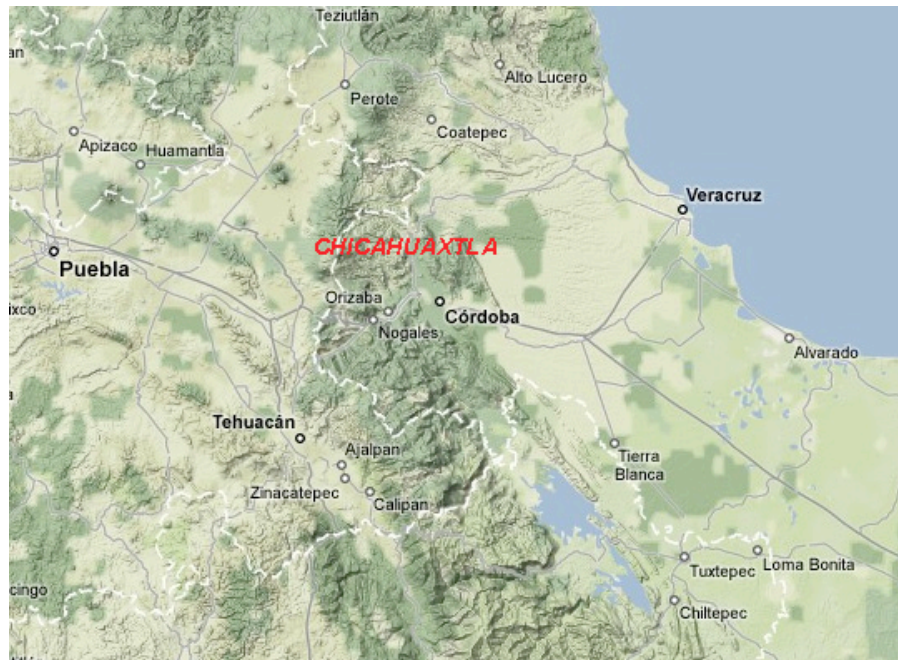 Teziutlán
an
Alto Lucero
Perote
Coatepec
Apizaco
Huamantla
Veracruz
CHICAHUAXTLA
Puebla
Orizaba
ixco
Córdoba
Nogales
Alvarado
Tehuacán
Ajalpan
Tierra
Blanca
Zinacatepec
Calipan
Loma Bonita
Tuxtepec
cingo
Chiltepec